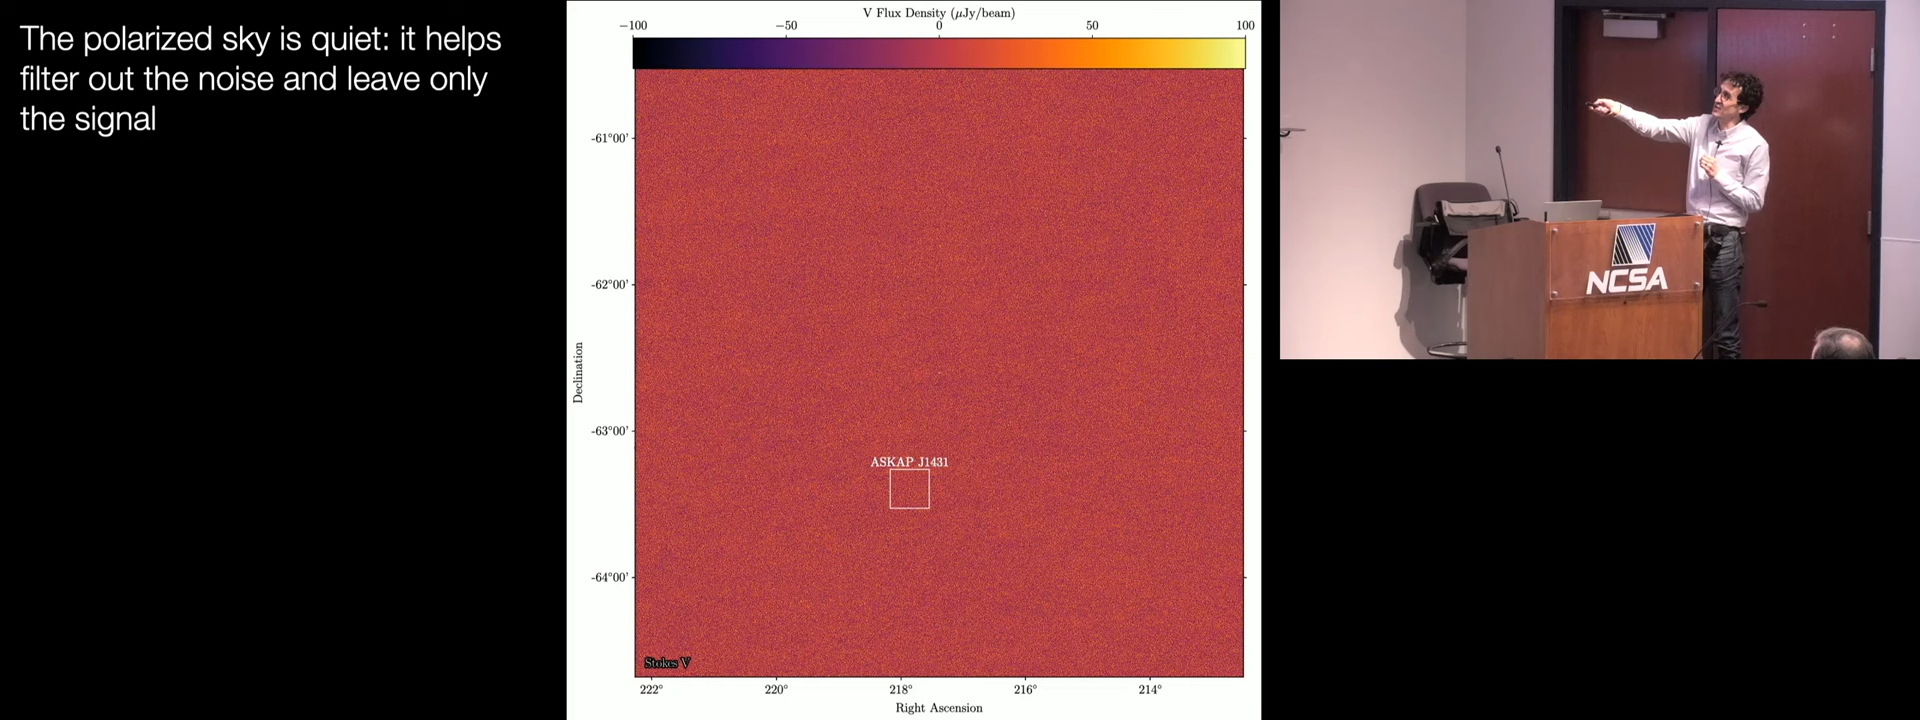 The polarized sky is quiet: it helps
filter out the noise and leave only
the signal
V Flux Density (μJy/beam)
−100 −50 0 50 100
-61°00'
-62°00'
Declination
-63°00'
ASKAP J1431
-64°00'
Stokes V
222° 220° 218° 216° 214°
Right Ascension
NCSA